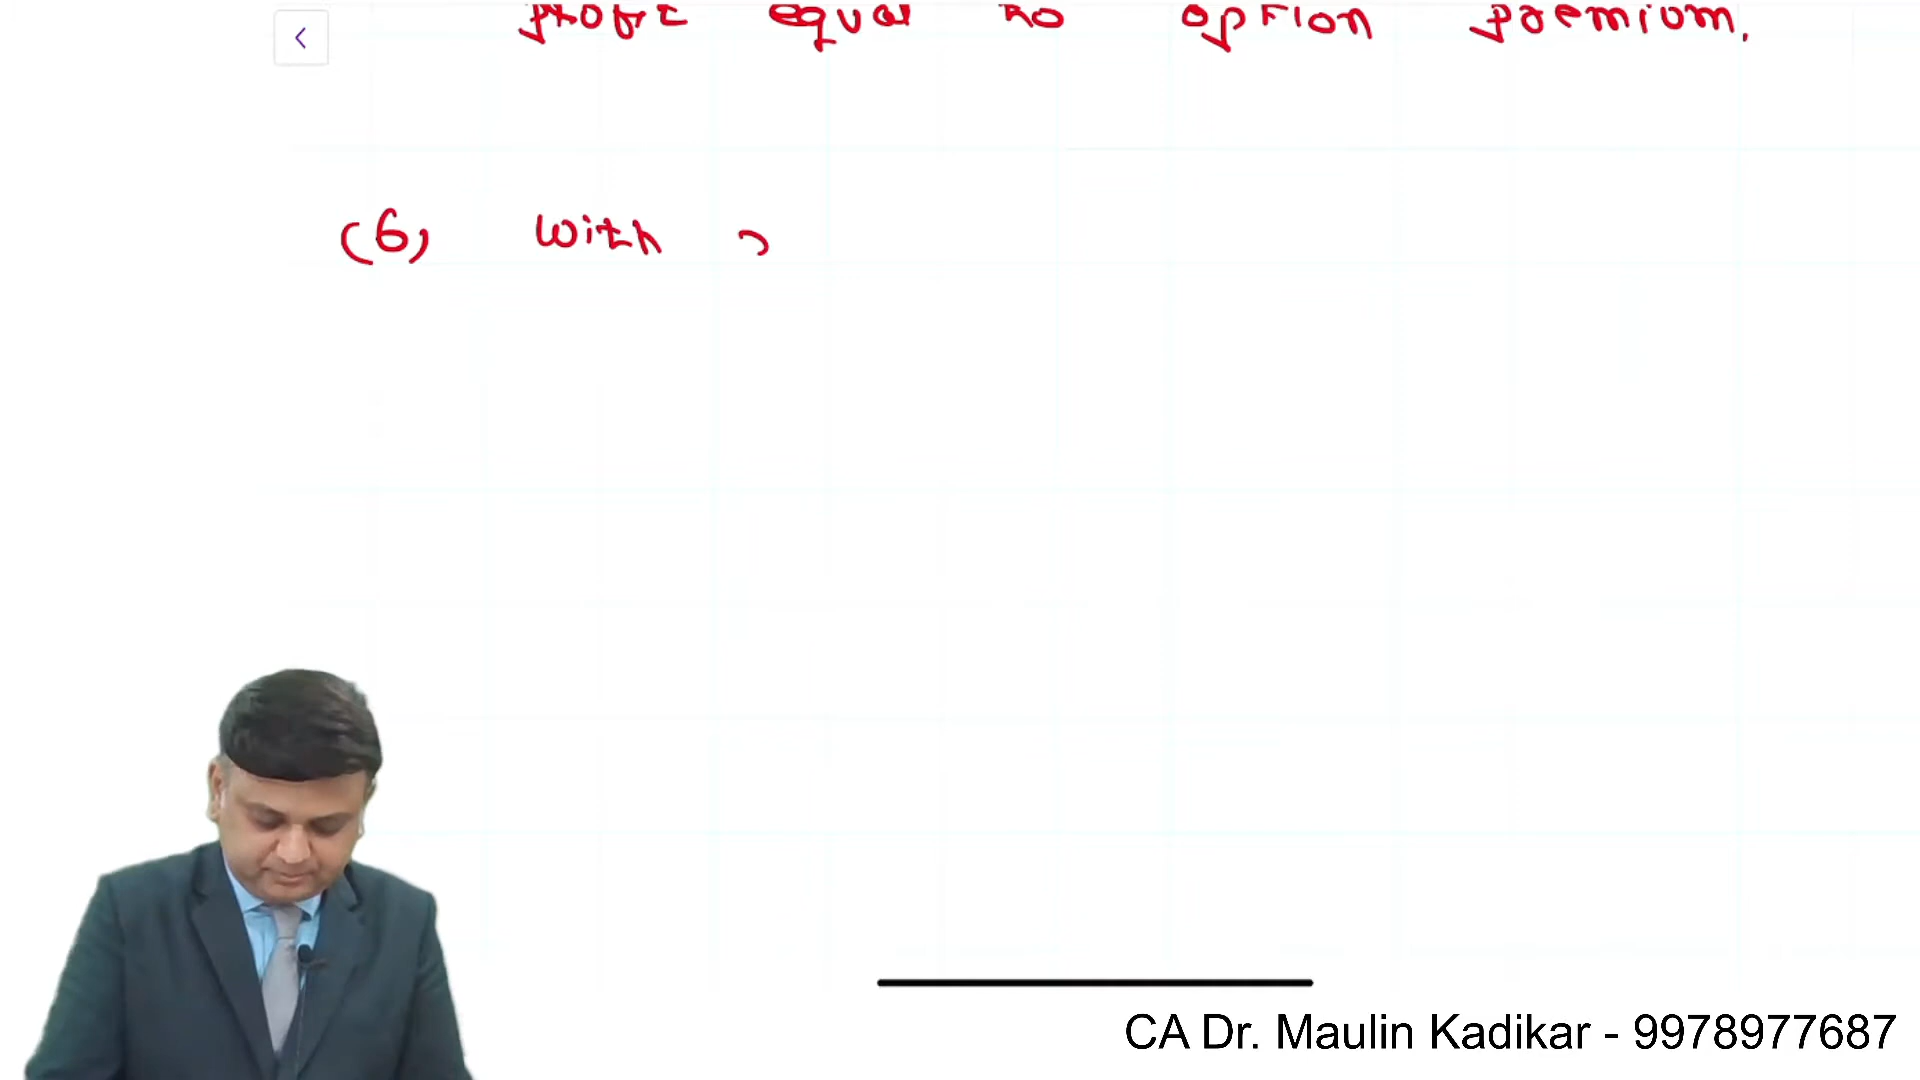 profit equal to option premium.
(6) With
CA Dr. Maulin Kadikar - 9978977687